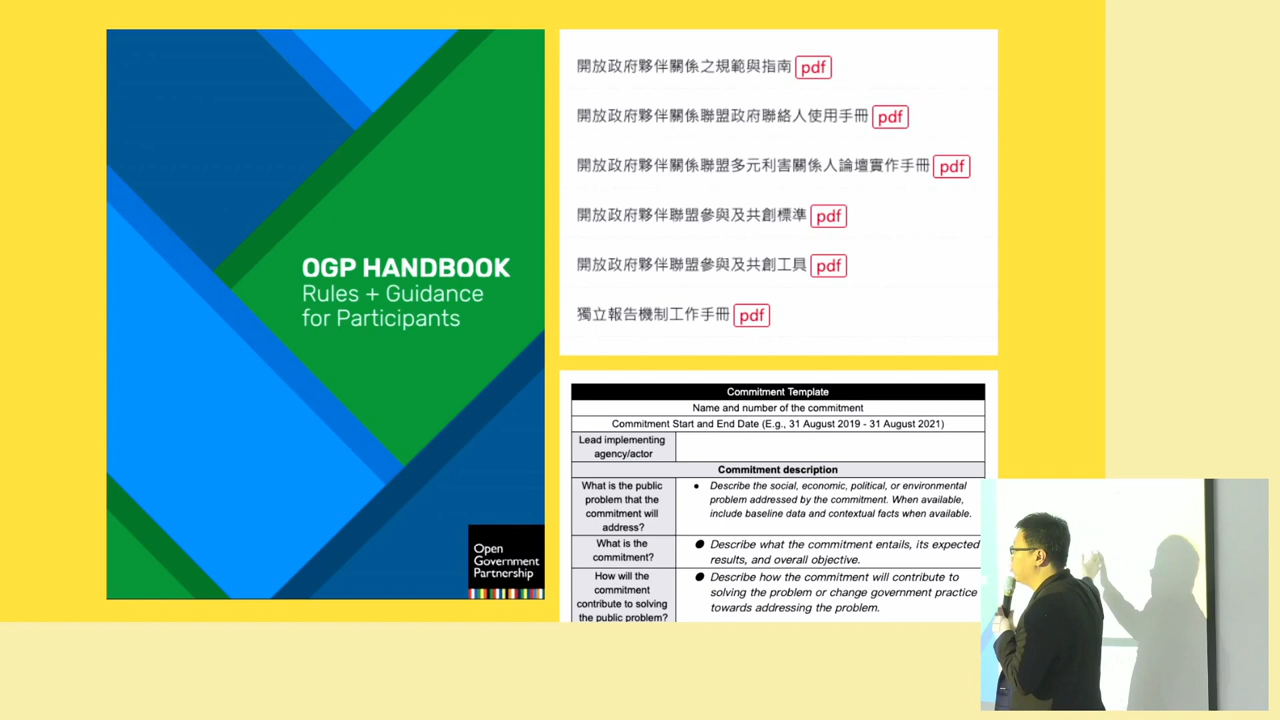 OGP HANDBOOK
Rules + Guidance
for Participants
Open
Government
Partnership
開放政府夥伴關係之規範與指南 pdf
開放政府夥伴關係聯盟政府聯絡人使用手冊 pdf
開放政府夥伴關係聯盟多元利害關係人論壇實作手冊 pdf
開放政府夥伴聯盟參與及共創標準 pdf
開放政府夥伴聯盟參與及共創工具 pdf
獨立報告機制工作手冊 pdf
Commitment Template
Name and number of the commitment
Commitment Start and End Date (E.g., 31 August 2019 - 31 August 2021)
Lead implementing
agency/actor
Commitment description
What is the public
problem that the
commitment will
address?
● Describe the social, economic, political, or environmental
problem addressed by the commitment. When available,
include baseline data and contextual facts when available.
What is the
commitment?
● Describe what the commitment entails, its expected
results, and overall objective.
How will the
commitment
contribute to solving
the public problem?
● Describe how the commitment will contribute to
solving the problem or change government practice
towards addressing the problem.